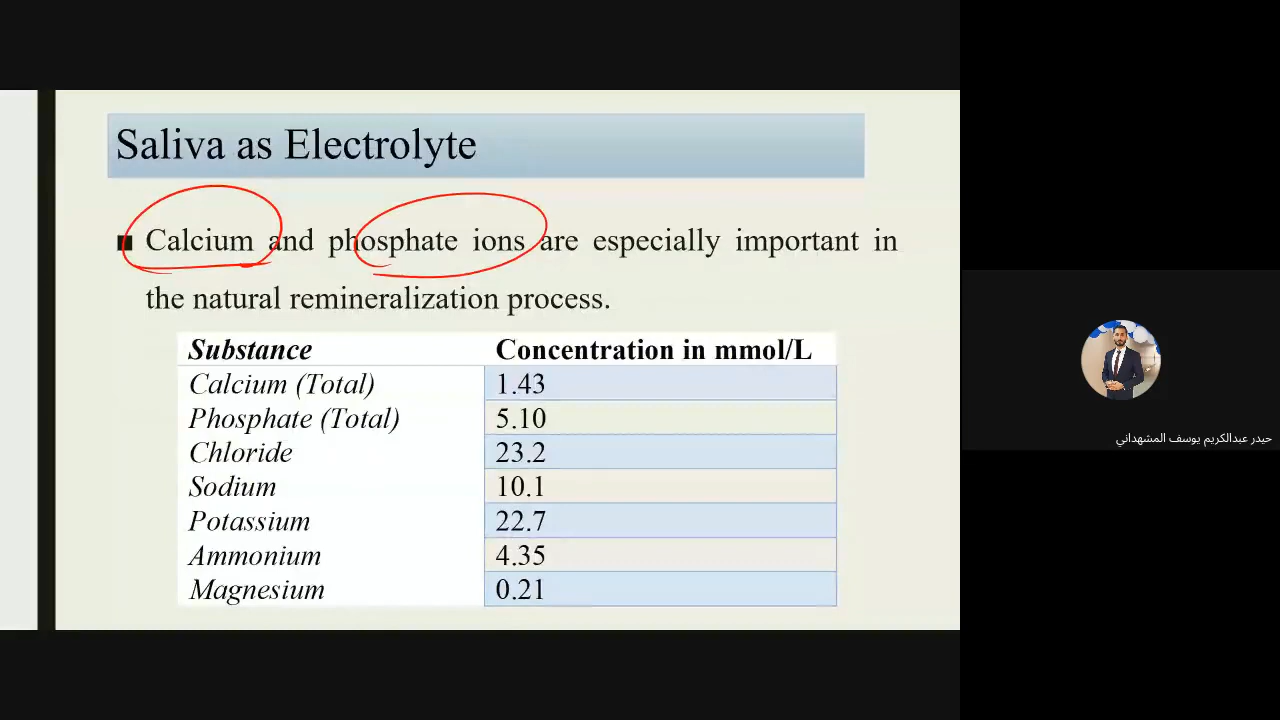 Saliva as Electrolyte
■ Calcium and phosphate ions are especially important in
the natural remineralization process.
Substance Concentration in mmol/L
Calcium (Total) 1.43
Phosphate (Total) 5.10
Chloride 23.2
Sodium 10.1
Potassium 22.7
Ammonium 4.35
Magnesium 0.21
حيدر عبدالكريم يوسف المشهداني